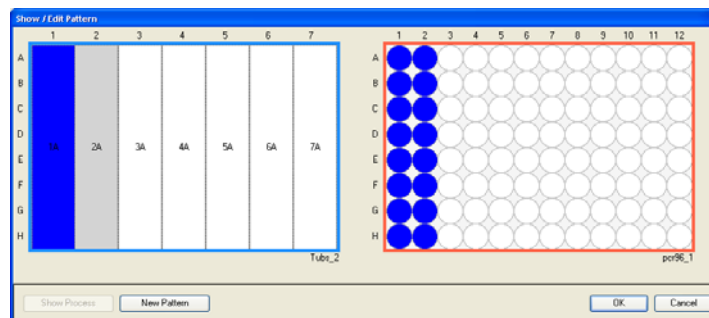 Show / Edit Pattern
1 2 3 4 5 6 7
1 2 3 4 5 6 7 8 9 10 11 12
A
B
C
D
E
F
G
H
1A 2A 3A 4A 5A 6A 7A
A
B
C
D
E
F
G
H
Tubs_2
pcr96_1
Show Process
New Pattern
OK
Cancel